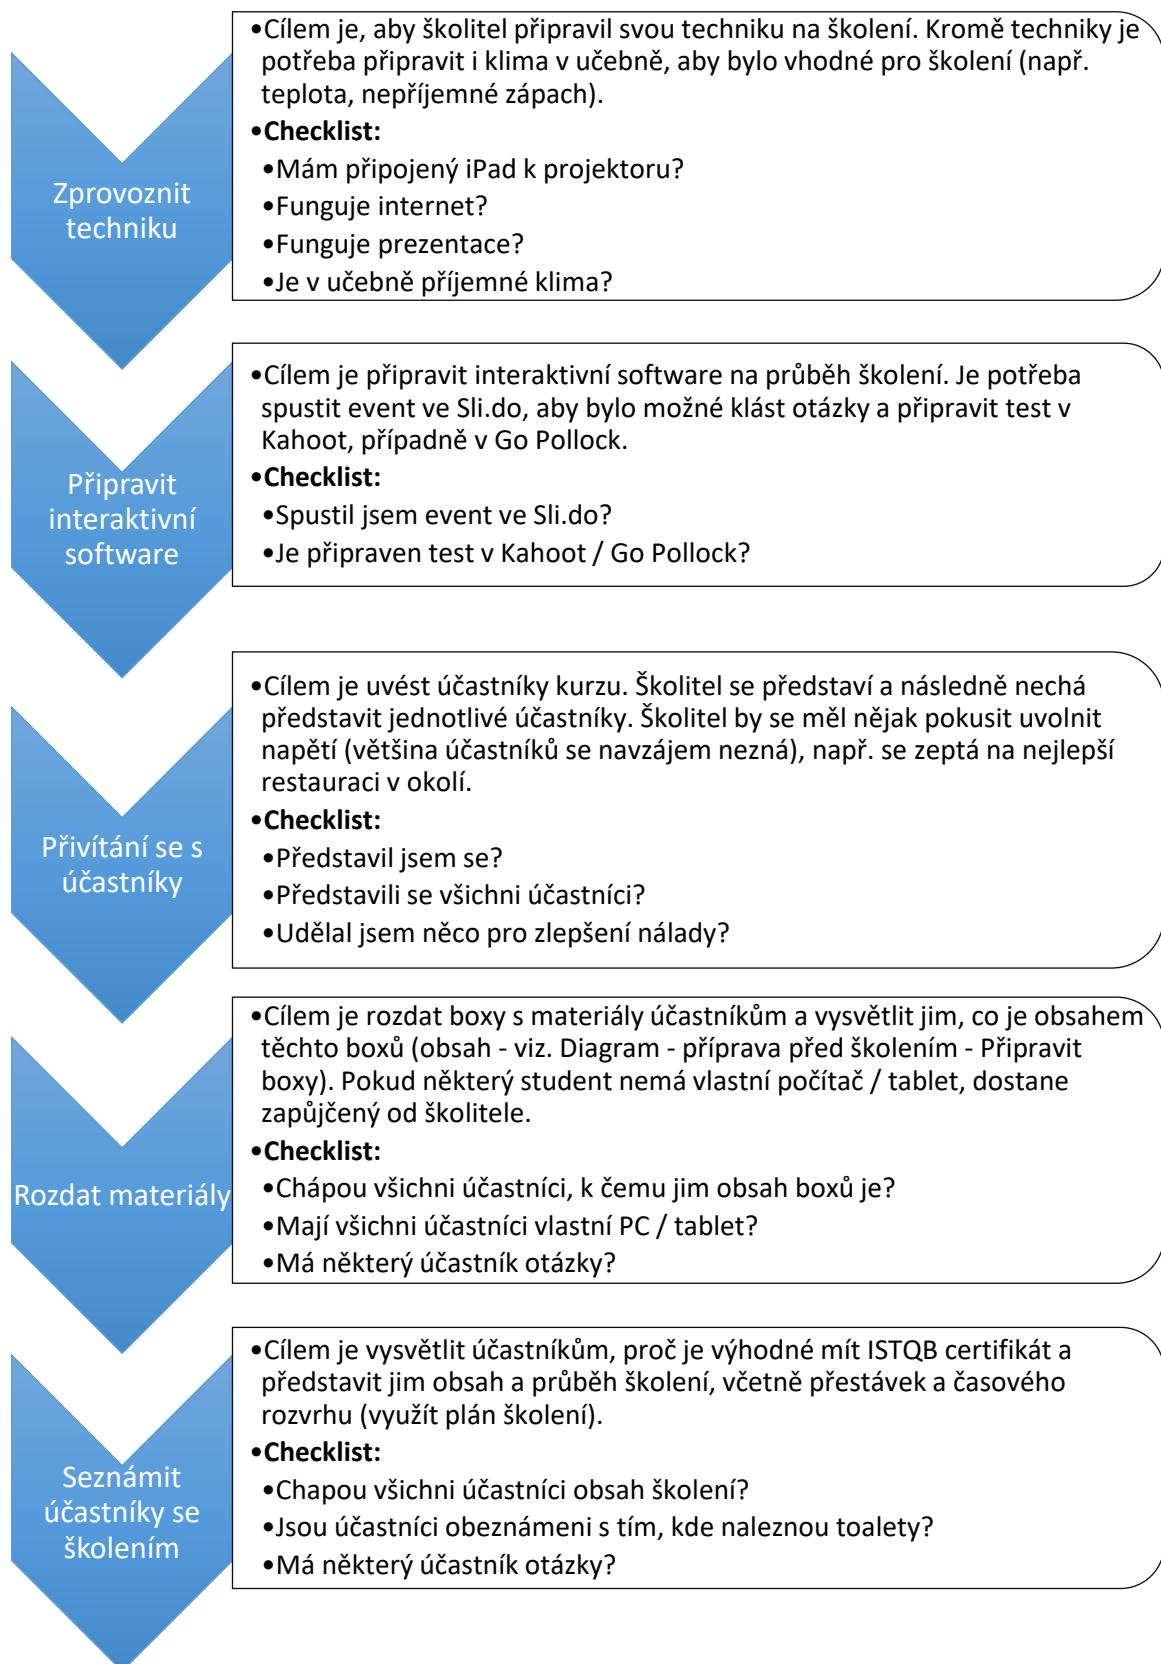 Zprovoznit
techniku
•Cílem je, aby školitel připravil svou techniku na školení. Kromě techniky je
potřeba připravit i klima v učebně, aby bylo vhodné pro školení (např.
teplota, nepříjemné zápach).
•Checklist:
•Mám připojený iPad k projektoru?
•Funguje internet?
•Funguje prezentace?
•Je v učebně příjemné klima?
Připravit
interaktivní
software
•Cílem je připravit interaktivní software na průběh školení. Je potřeba
spustit event ve Sli.do, aby bylo možné klást otázky a připravit test v
Kahoot, případně v Go Pollock.
•Checklist:
•Spustil jsem event ve Sli.do?
•Je připraven test v Kahoot / Go Pollock?
Přivítání se s
účastníky
•Cílem je uvést účastníky kurzu. Školitel se představí a následně nechá
představit jednotlivé účastníky. Školitel by se měl nějak pokusit uvolnit
napětí (většina účastníků se navzájem nezná), např. se zeptá na nejlepší
restauraci v okolí.
•Checklist:
•Představil jsem se?
•Představili se všichni účastníci?
•Udělal jsem něco pro zlepšení nálady?
Rozdat materiály
•Cílem je rozdat boxy s materiály účastníkům a vysvětlit jim, co je obsahem
těchto boxů (obsah - viz. Diagram - příprava před školením - Připravit
boxy). Pokud některý student nemá vlastní počítač / tablet, dostane
zapůjčený od školitele.
•Checklist:
•Chápou všichni účastníci, k čemu jim obsah boxů je?
•Mají všichni účastníci vlastní PC / tablet?
•Má některý účastník otázky?
Seznámit
účastníky se
školením
•Cílem je vysvětlit účastníkům, proč je výhodné mít ISTQB certifikát a
představit jim obsah a průběh školení, včetně přestávek a časového
rozvrhu (využít plán školení).
•Checklist:
•Chapou všichni účastníci obsah školení?
•Jsou účastníci obeznámeni s tím, kde naleznou toalety?
•Má některý účastník otázky?